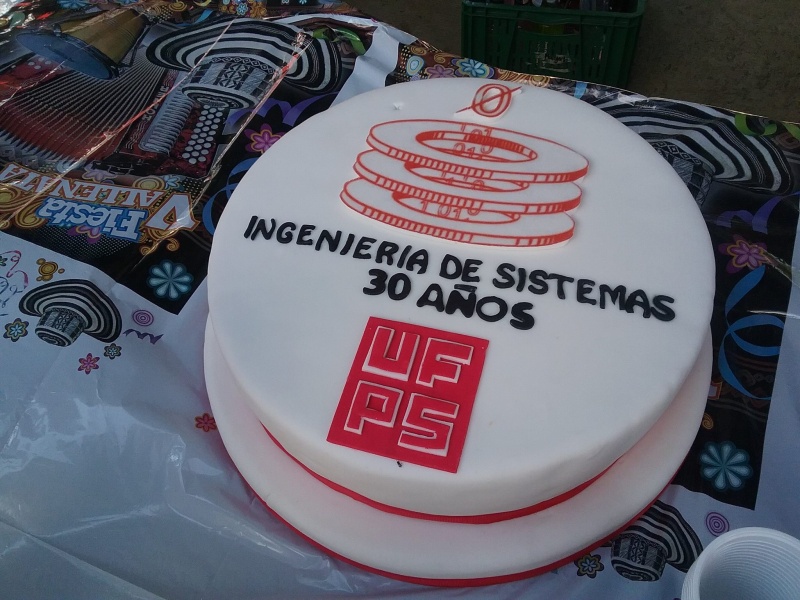 Ø
INGENIERIA DE SISTEMAS
30 AÑOS
UF
PS
Fiesta
VALLENATA